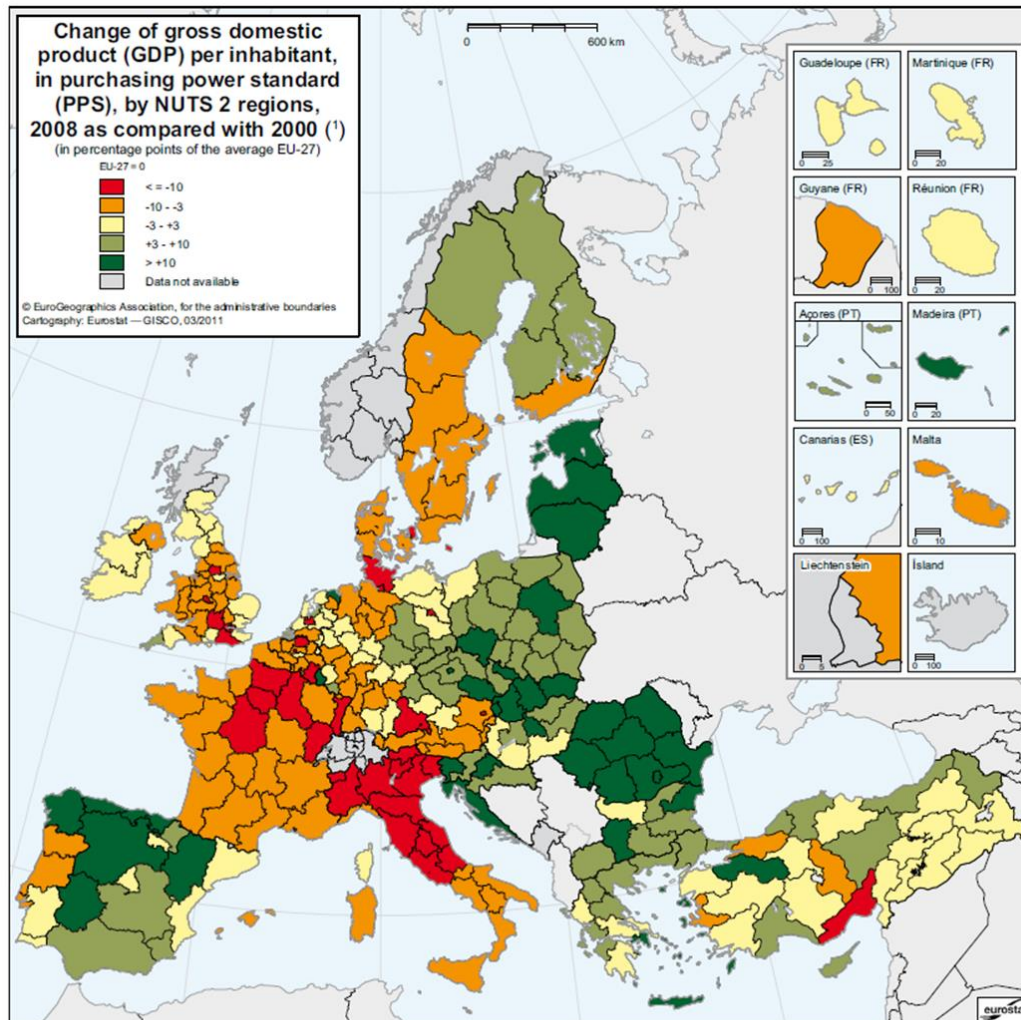 Change of gross domestic
product (GDP) per inhabitant,
in purchasing power standard
(PPS), by NUTS 2 regions,
2008 as compared with 2000 (¹)
(in percentage points of the average EU-27)
EU-27 = 0
<= -10
-10 - -3
-3 - +3
+3 - +10
> +10
Data not available
© EuroGeographics Association, for the administrative boundaries
Cartography: Eurostat — GISCO, 03/2011
0 600 km
Guadeloupe (FR)
0 25
Martinique (FR)
0 20
Guyane (FR)
0 100
Réunion (FR)
0 20
Açores (PT)
0 50
Madeira (PT)
0 20
Canarias (ES)
0 100
Malta
0 10
Liechtenstein
0 5
Ísland
0 100
eurosta